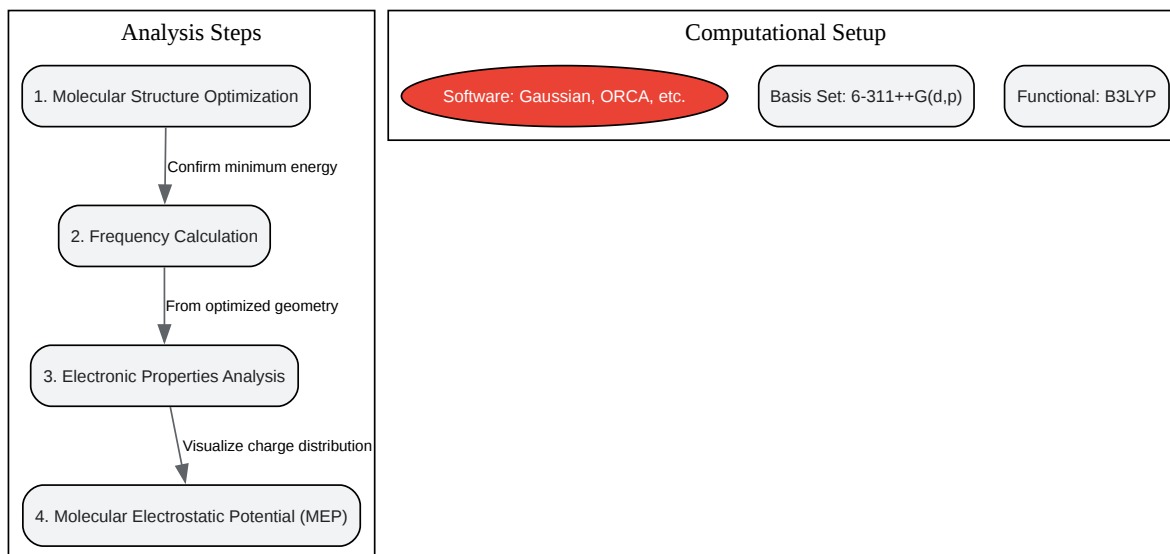 Analysis Steps
1. Molecular Structure Optimization
Confirm minimum energy
2. Frequency Calculation
From optimized geometry
3. Electronic Properties Analysis
Visualize charge distribution
4. Molecular Electrostatic Potential (MEP)
Computational Setup
Software: Gaussian, ORCA, etc.
Basis Set: 6-311++G(d,p)
Functional: B3LYP